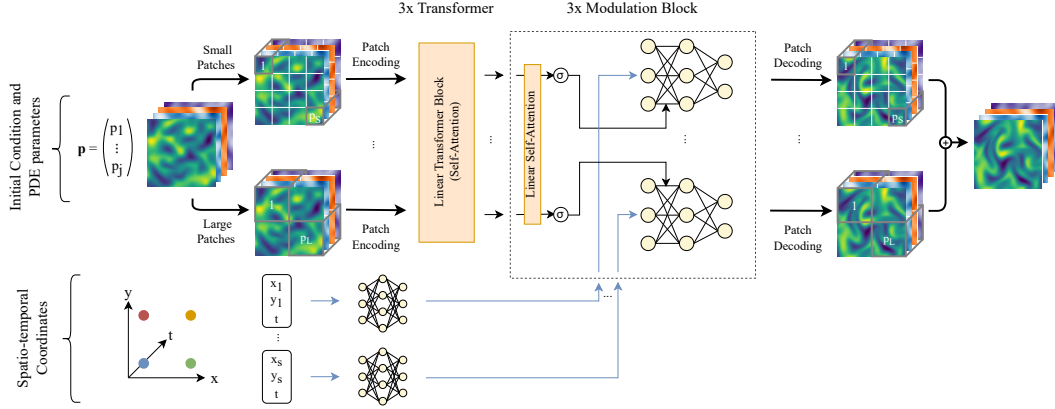 3x Transformer
3x Modulation Block
Initial Condition and
PDE parameters
p = (p1
⋮
pj)
Small
Patches
Large
Patches
1
PS
1
PL
Patch
Encoding
...
Patch
Encoding
Linear Transformer Block
(Self-Attention)
...
...
...
Linear Self-Attention
σ
σ
...
Patch
Decoding
...
Patch
Decoding
1
PS
1
PL
+
Spatio-temporal
Coordinates
y
t
x
x1
y1
t
...
xs
ys
t
...